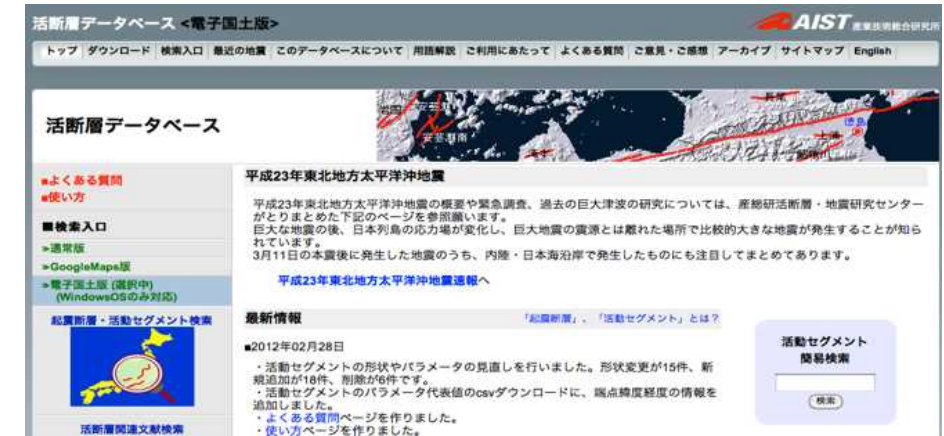 活断層データベース <電子国土版>
AIST 産業技術総合研究所
トップ ダウンロード 検索入口 最近の地震 このデータベースについて 用語解説 ご利用にあたって よくある質問 ご意見・ご感想 アーカイブ サイトマップ English
活断層データベース
■よくある質問
■使い方
■検索入口
»通常版
»GoogleMaps版
»電子国土版 (選択中)
(WindowsOSのみ対応)
起震断層・活動セグメント検索
活断層関連文献検索
平成23年東北地方太平洋沖地震
平成23年東北地方太平洋沖地震の概要や緊急調査、過去の巨大津波の研究については、産総研活断層・地震研究センター
がとりまとめた下記のページを参照願います。
巨大な地震の後、日本列島の応力場が変化し、巨大地震の震源とは離れた場所で比較的大きな地震が発生することが知ら
れています。
3月11日の本震後に発生した地震のうち、内陸・日本海沿岸で発生したものにも注目してまとめてあります。
平成23年東北地方太平洋沖地震速報へ
最新情報
「起震断層」、「活動セグメント」とは？
■2012年02月28日
・活動セグメントの形状やパラメータの見直しを行いました。形状変更が15件、新
規追加が18件、削除が6件です。
・活動セグメントのパラメータ代表値のcsvダウンロードに、端点緯度経度の情報を
追加しました。
・よくある質問ページを作りました。
・使い方ページを作りました。
活動セグメント
簡易検索
検索